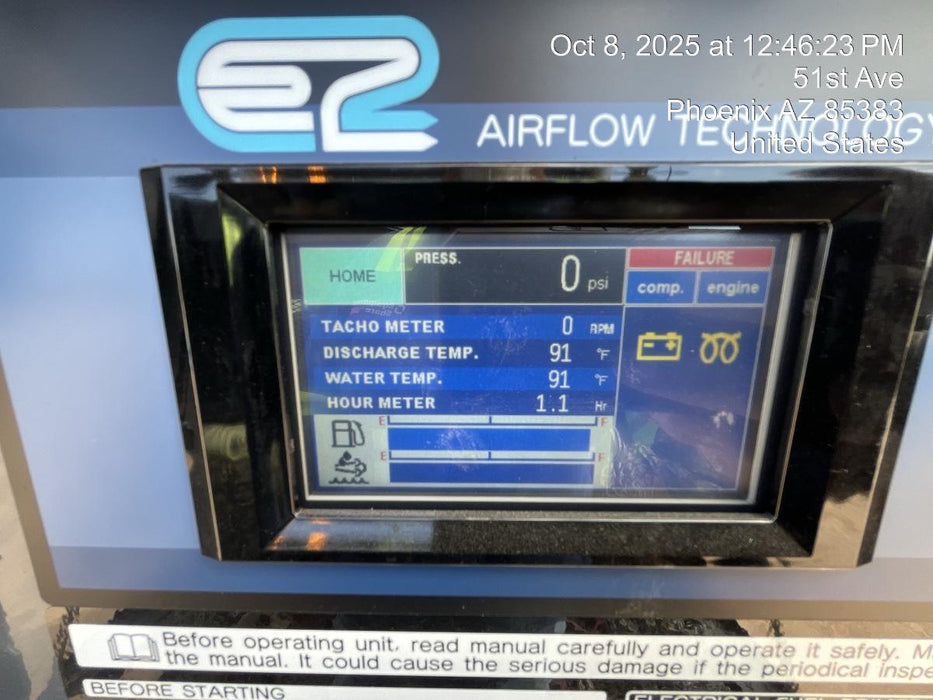 Oct 8, 2025 at 12:46:23 PM
51st Ave
Phoenix AZ 85383
United States
e2
AIRFLOW TECHNOLOGY
HOME
PRESS.
0 psi
FAILURE
comp. engine
TACHO METER 0 RPM
DISCHARGE TEMP. 91 °F
WATER TEMP. 91 °F
HOUR METER 1.1 Hr
E F
E F
Before operating unit, read manual carefully and operate it safely.
the manual. It could cause the serious damage if the periodical
BEFORE STARTING